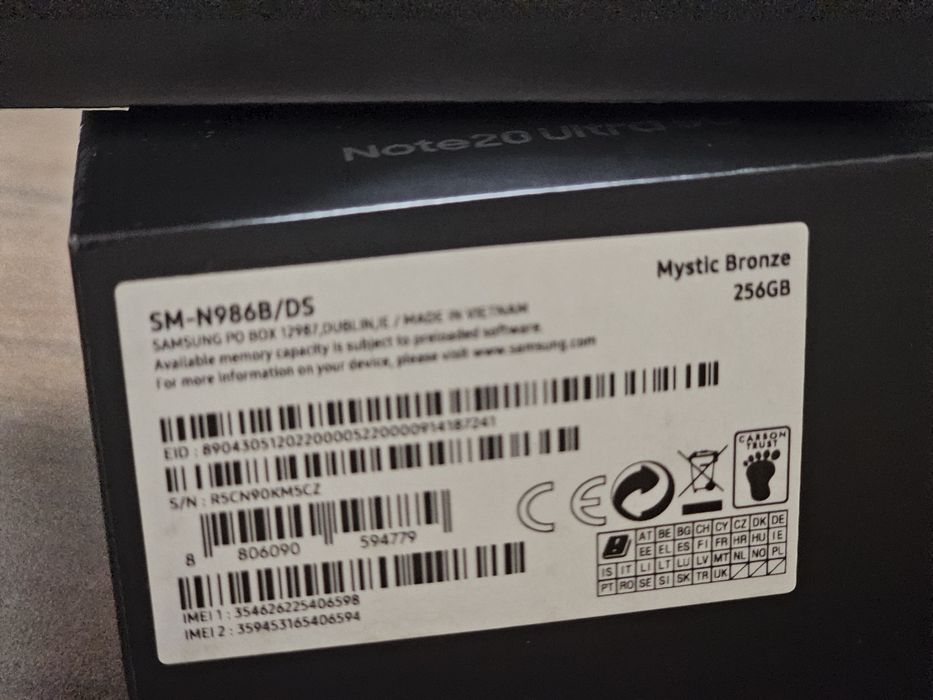 Note20 Ultra 5G
SM-N986B/DS
Mystic Bronze
256GB
SAMSUNG PO BOX 12987,DUBLIN,IE / MADE IN VIETNAM
Available memory capacity is subject to preloaded software.
For more information on your device, please visit www.samsung.com
EID : 89043051202200005220000914187241
S/N : R5CN90KM5CZ
8 806090 594779
IMEI 1 : 354626225406598
IMEI 2 : 359453165406594
CE
CARBON
TRUST
AT BE BG CH CY CZ DK DE
EE EL ES FI FR HR HU IE
IS IT LI LT LU LV MT NL NO PL
PT RO SE SI SK TR UK